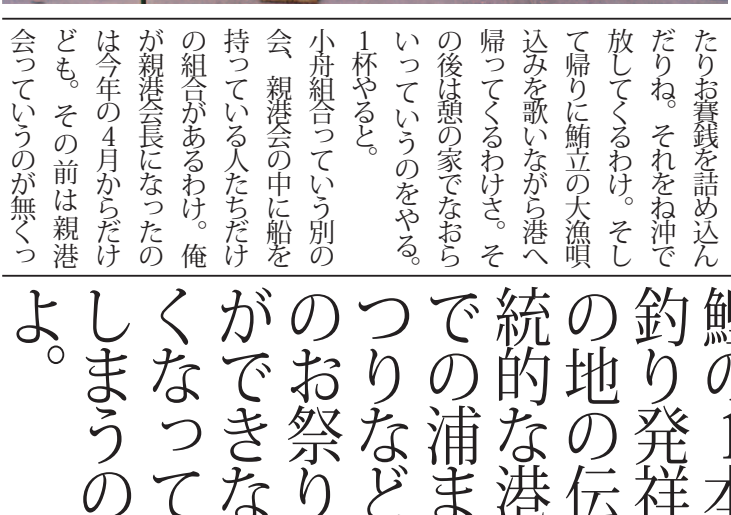 たりお賽銭を詰め込ん
だりね。それをね沖で
放してくるわけ。そし
て帰りに鮪立の大漁唄
込みを歌いながら港へ
帰ってくるわけさ。そ
の後は憩の家でなおら
いっていうのをやる。
1杯やると。
小舟組合っていう別の
会、親港会の中に船を
持っている人たちだけ
の組合があるわけ。俺
が親港会長になったの
は今年の4月からだけ
ども。その前は親港
会っていうのが無くっ
鰹の1本
釣り発祥
の地の伝
統的な港
での浦ま
つりなど
のお祭り
ができな
くなって
しまうの
よ。